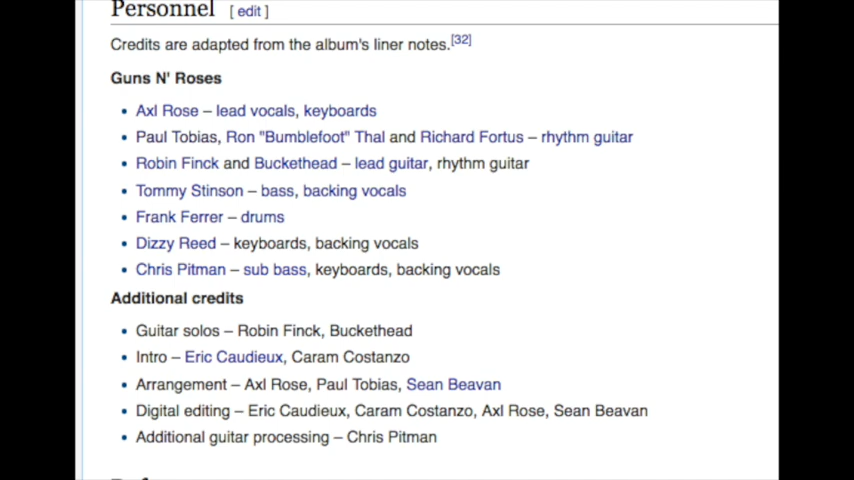 Personnel [ edit ]
Credits are adapted from the album's liner notes.[32]
Guns N' Roses
Axl Rose – lead vocals, keyboards
Paul Tobias, Ron "Bumblefoot" Thal and Richard Fortus – rhythm guitar
Robin Finck and Buckethead – lead guitar, rhythm guitar
Tommy Stinson – bass, backing vocals
Frank Ferrer – drums
Dizzy Reed – keyboards, backing vocals
Chris Pitman – sub bass, keyboards, backing vocals
Additional credits
Guitar solos – Robin Finck, Buckethead
Intro – Eric Caudieux, Caram Costanzo
Arrangement – Axl Rose, Paul Tobias, Sean Beavan
Digital editing – Eric Caudieux, Caram Costanzo, Axl Rose, Sean Beavan
Additional guitar processing – Chris Pitman